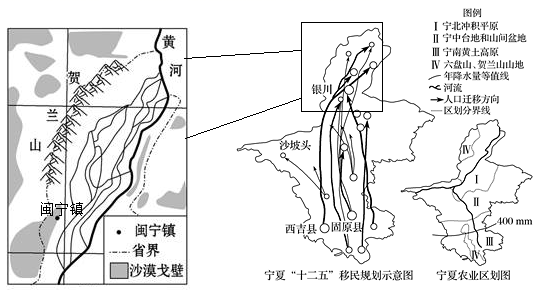 黄
河
贺
兰
山
闽宁镇
闽宁镇
省界
沙漠戈壁
银川
沙坡头
西吉县
固原县
宁夏“十二五”移民规划示意图
图例
Ⅰ 宁北冲积平原
Ⅱ 宁中台地和山间盆地
Ⅲ 宁南黄土高原
Ⅳ 六盘山、贺兰山山地
年降水量等值线
河流
人口迁移方向
区划分界线
Ⅳ
Ⅰ
Ⅱ
400 mm
Ⅲ
Ⅳ
宁夏农业区划图